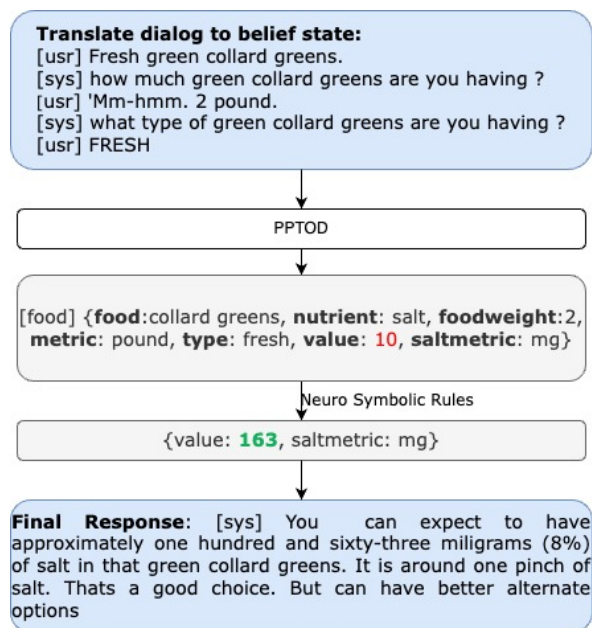 Translate dialog to belief state:
[usr] Fresh green collard greens.
[sys] how much green collard greens are you having ?
[usr] 'Mm-hmm. 2 pound.
[sys] what type of green collard greens are you having ?
[usr] FRESH
PPTOD
[food] {food:collard greens, nutrient: salt, foodweight:2,
metric: pound, type: fresh, value: 10, saltmetric: mg}
Neuro Symbolic Rules
{value: 163, saltmetric: mg}
Final Response: [sys] You can expect to have
approximately one hundred and sixty-three miligrams (8%)
of salt in that green collard greens. It is around one pinch of
salt. Thats a good choice. But can have better alternate
options